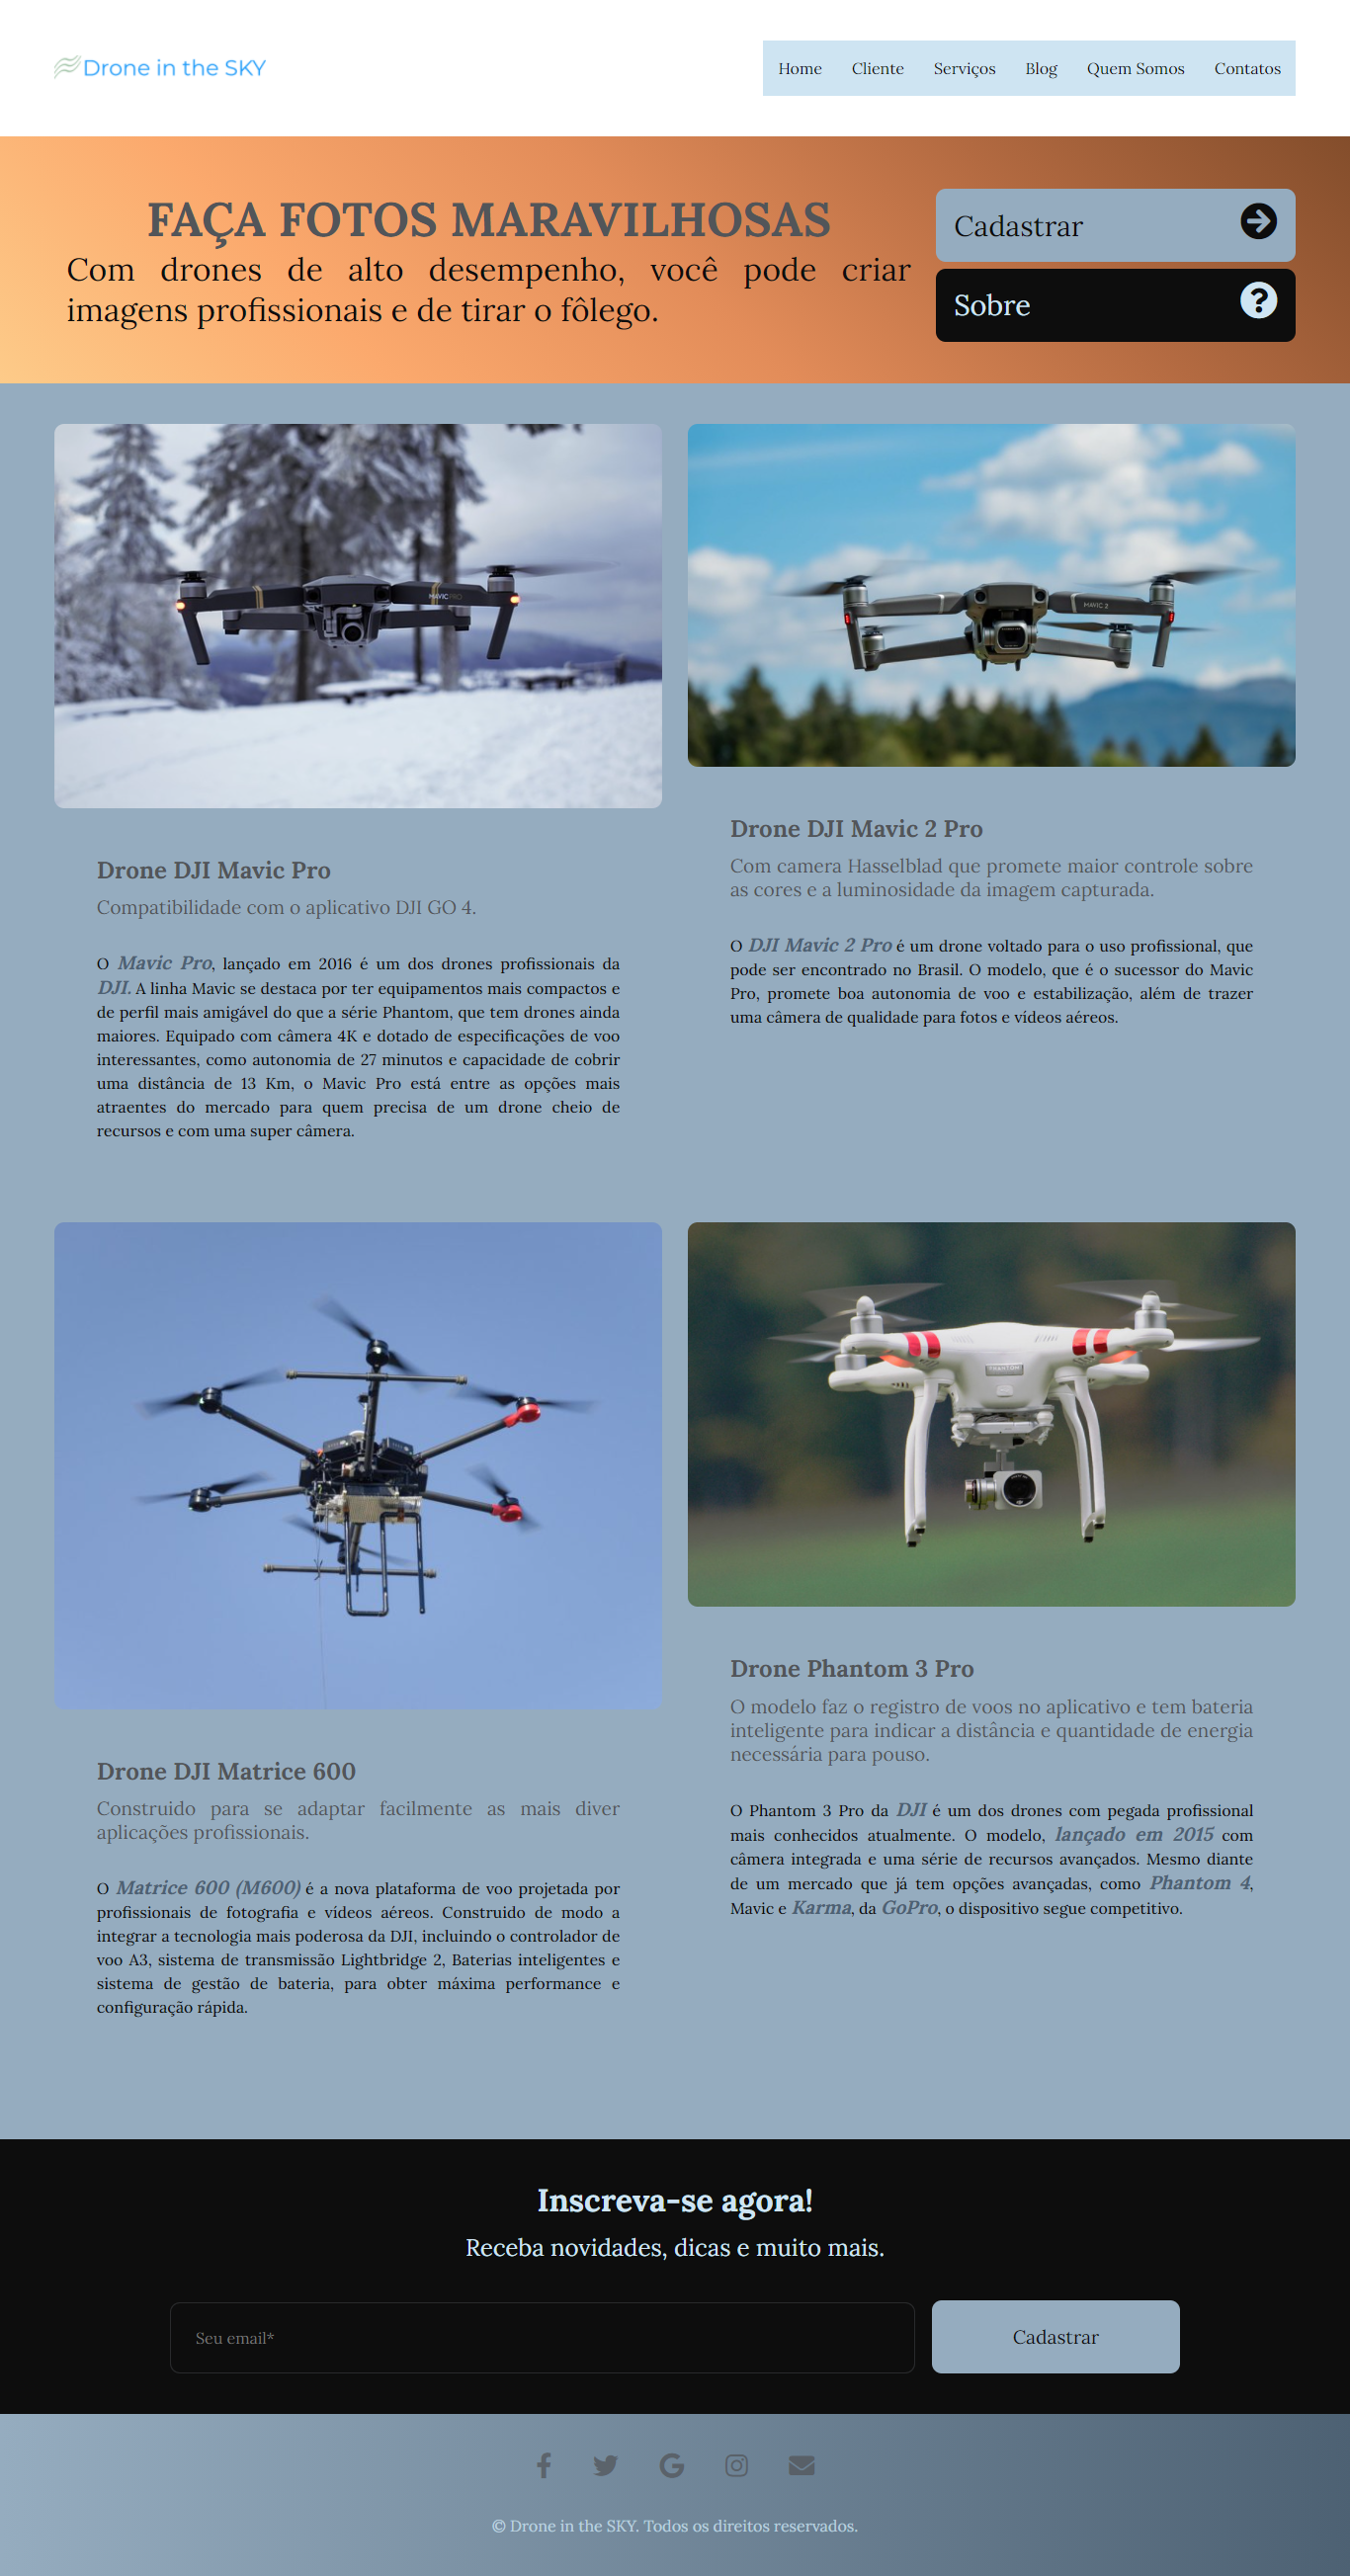 Drone in the SKY
Home Cliente Serviços Blog Quem Somos Contatos
FAÇA FOTOS MARAVILHOSAS
Com drones de alto desempenho, você pode criar
imagens profissionais e de tirar o fôlego.
Cadastrar
Sobre
MAVIC PRO
MAVIC 2
Drone DJI Mavic Pro
Compatibilidade com o aplicativo DJI GO 4.
O Mavic Pro, lançado em 2016 é um dos drones profissionais da
DJI. A linha Mavic se destaca por ter equipamentos mais compactos e
de perfil mais amigável do que a série Phantom, que tem drones ainda
maiores. Equipado com câmera 4K e dotado de especificações de voo
interessantes, como autonomia de 27 minutos e capacidade de cobrir
uma distância de 13 Km, o Mavic Pro está entre as opções mais
atraentes do mercado para quem precisa de um drone cheio de
recursos e com uma super câmera.
Drone DJI Mavic 2 Pro
Com camera Hasselblad que promete maior controle sobre
as cores e a luminosidade da imagem capturada.
O DJI Mavic 2 Pro é um drone voltado para o uso profissional, que
pode ser encontrado no Brasil. O modelo, que é o sucessor do Mavic
Pro, promete boa autonomia de voo e estabilização, além de trazer
uma câmera de qualidade para fotos e vídeos aéreos.
PHANTOM
Drone DJI Matrice 600
Construido para se adaptar facilmente as mais diver
aplicações profissionais.
O Matrice 600 (M600) é a nova plataforma de voo projetada por
profissionais de fotografia e vídeos aéreos. Construido de modo a
integrar a tecnologia mais poderosa da DJI, incluindo o controlador de
voo A3, sistema de transmissão Lightbridge 2, Baterias inteligentes e
sistema de gestão de bateria, para obter máxima performance e
configuração rápida.
Drone Phantom 3 Pro
O modelo faz o registro de voos no aplicativo e tem bateria
inteligente para indicar a distância e quantidade de energia
necessária para pouso.
O Phantom 3 Pro da DJI é um dos drones com pegada profissional
mais conhecidos atualmente. O modelo, lançado em 2015 com
câmera integrada e uma série de recursos avançados. Mesmo diante
de um mercado que já tem opções avançadas, como Phantom 4,
Mavic e Karma, da GoPro, o dispositivo segue competitivo.
Inscreva-se agora!
Receba novidades, dicas e muito mais.
Seu email*
Cadastrar
© Drone in the SKY. Todos os direitos reservados.